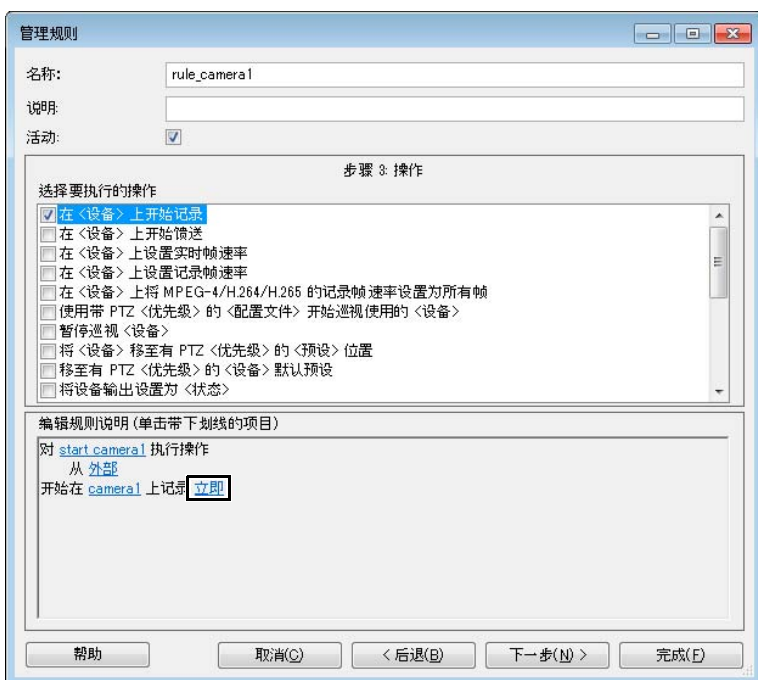 管理规则
名称: rule_camera1
说明:
活动:
步骤 3: 操作
选择要执行的操作
在 <设备> 上开始记录
在 <设备> 上开始馈送
在 <设备> 上设置实时帧速率
在 <设备> 上设置记录帧速率
在 <设备> 上将 MPEG-4/H.264/H.265 的记录帧速率设置为所有帧
使用带 PTZ <优先级> 的 <配置文件> 开始巡视使用的 <设备>
暂停巡视 <设备>
将 <设备> 移至有 PTZ <优先级> 的 <预设> 位置
移至有 PTZ <优先级> 的 <设备> 默认预设
将设备输出设置为 <状态>
编辑规则说明 (单击带下划线的项目)
对 start camera1 执行操作
从 外部
开始在 camera1 上记录 立即
帮助 取消(C) < 后退(B) 下一步(N) > 完成(F)